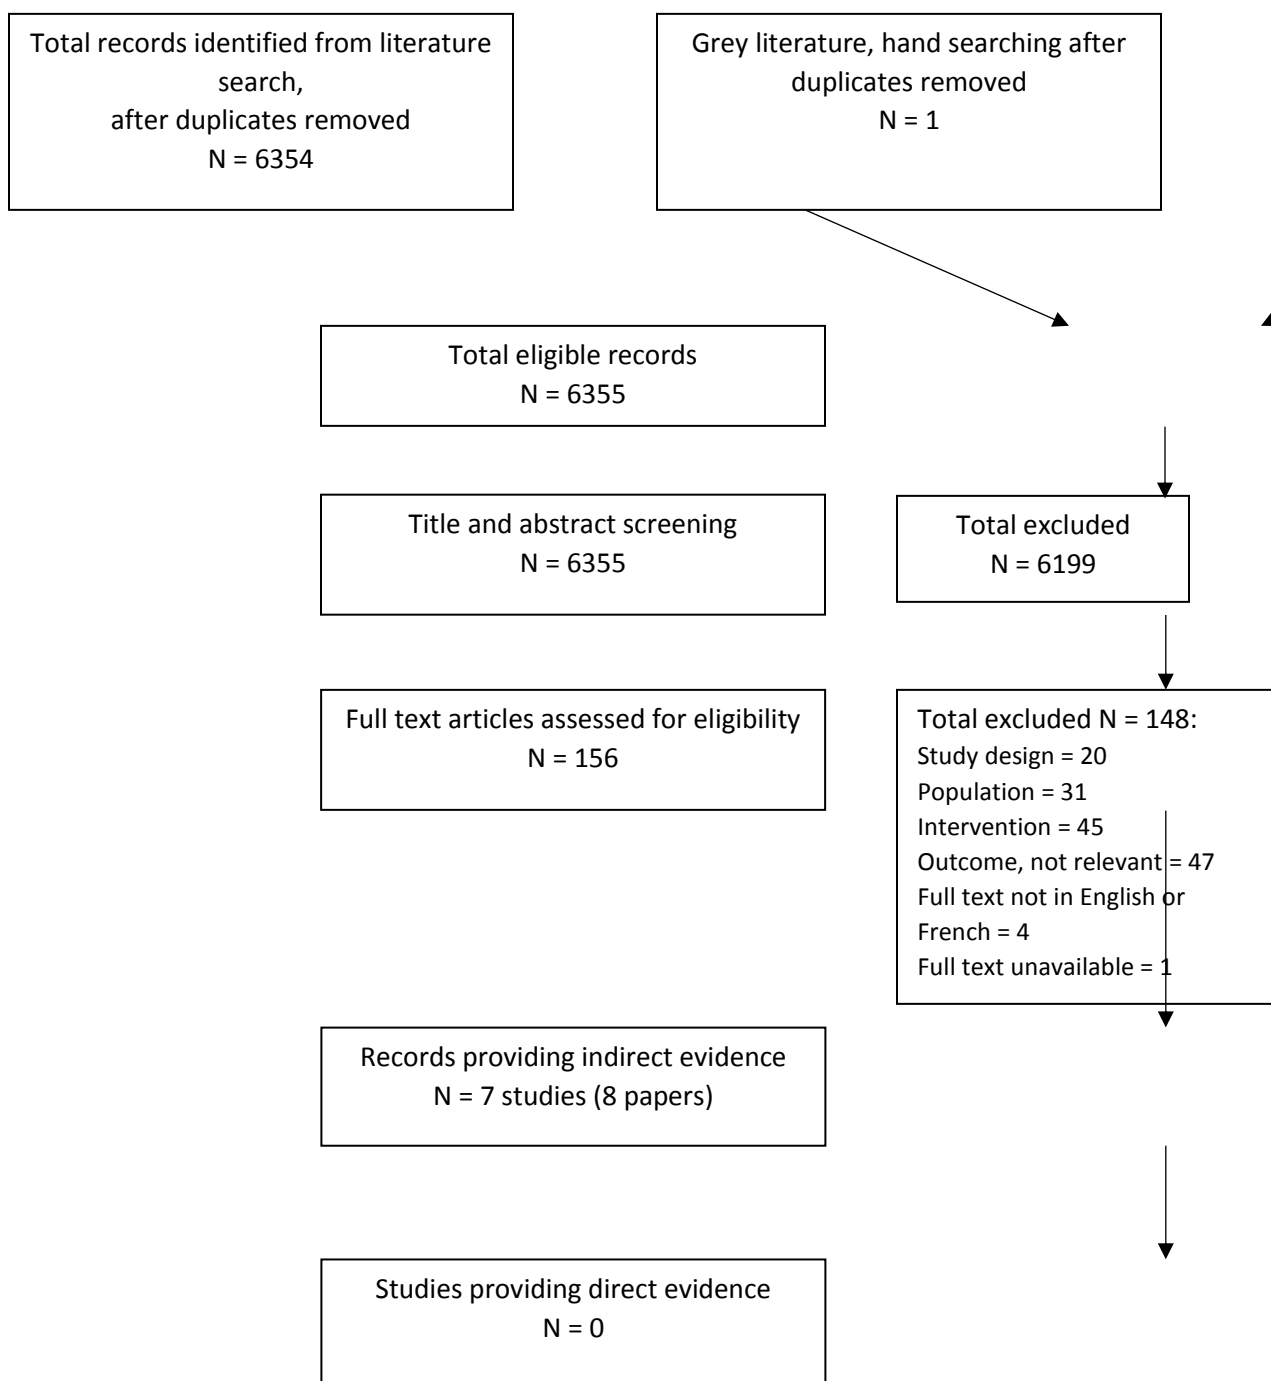 Total records identified from literature
search,
after duplicates removed
N = 6354
Grey literature, hand searching after
duplicates removed
N = 1
Total eligible records
N = 6355
Title and abstract screening
N = 6355
Total excluded
N = 6199
Full text articles assessed for eligibility
N = 156
Total excluded N = 148:
Study design = 20
Population = 31
Intervention = 45
Outcome, not relevant = 47
Full text not in English or
French = 4
Full text unavailable = 1
Records providing indirect evidence
N = 7 studies (8 papers)
Studies providing direct evidence
N = 0